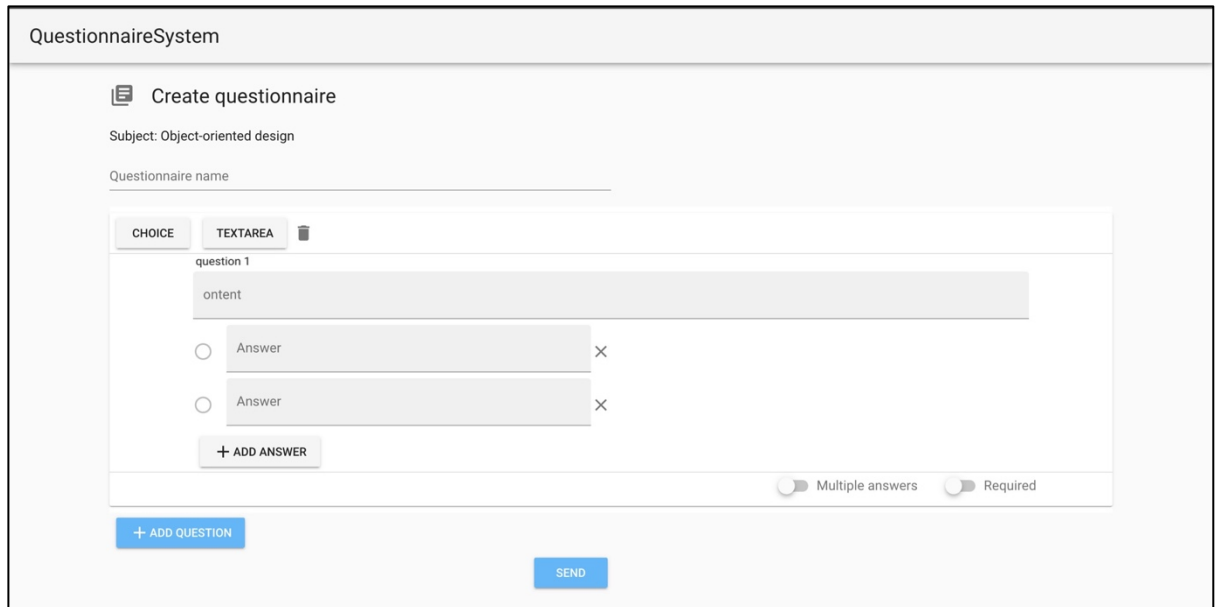 QuestionnaireSystem
Create questionnaire
Subject: Object-oriented design
Questionnaire name
CHOICE TEXTAREA
question 1
ontent
Answer
Answer
+ ADD ANSWER
Multiple answers Required
+ ADD QUESTION
SEND